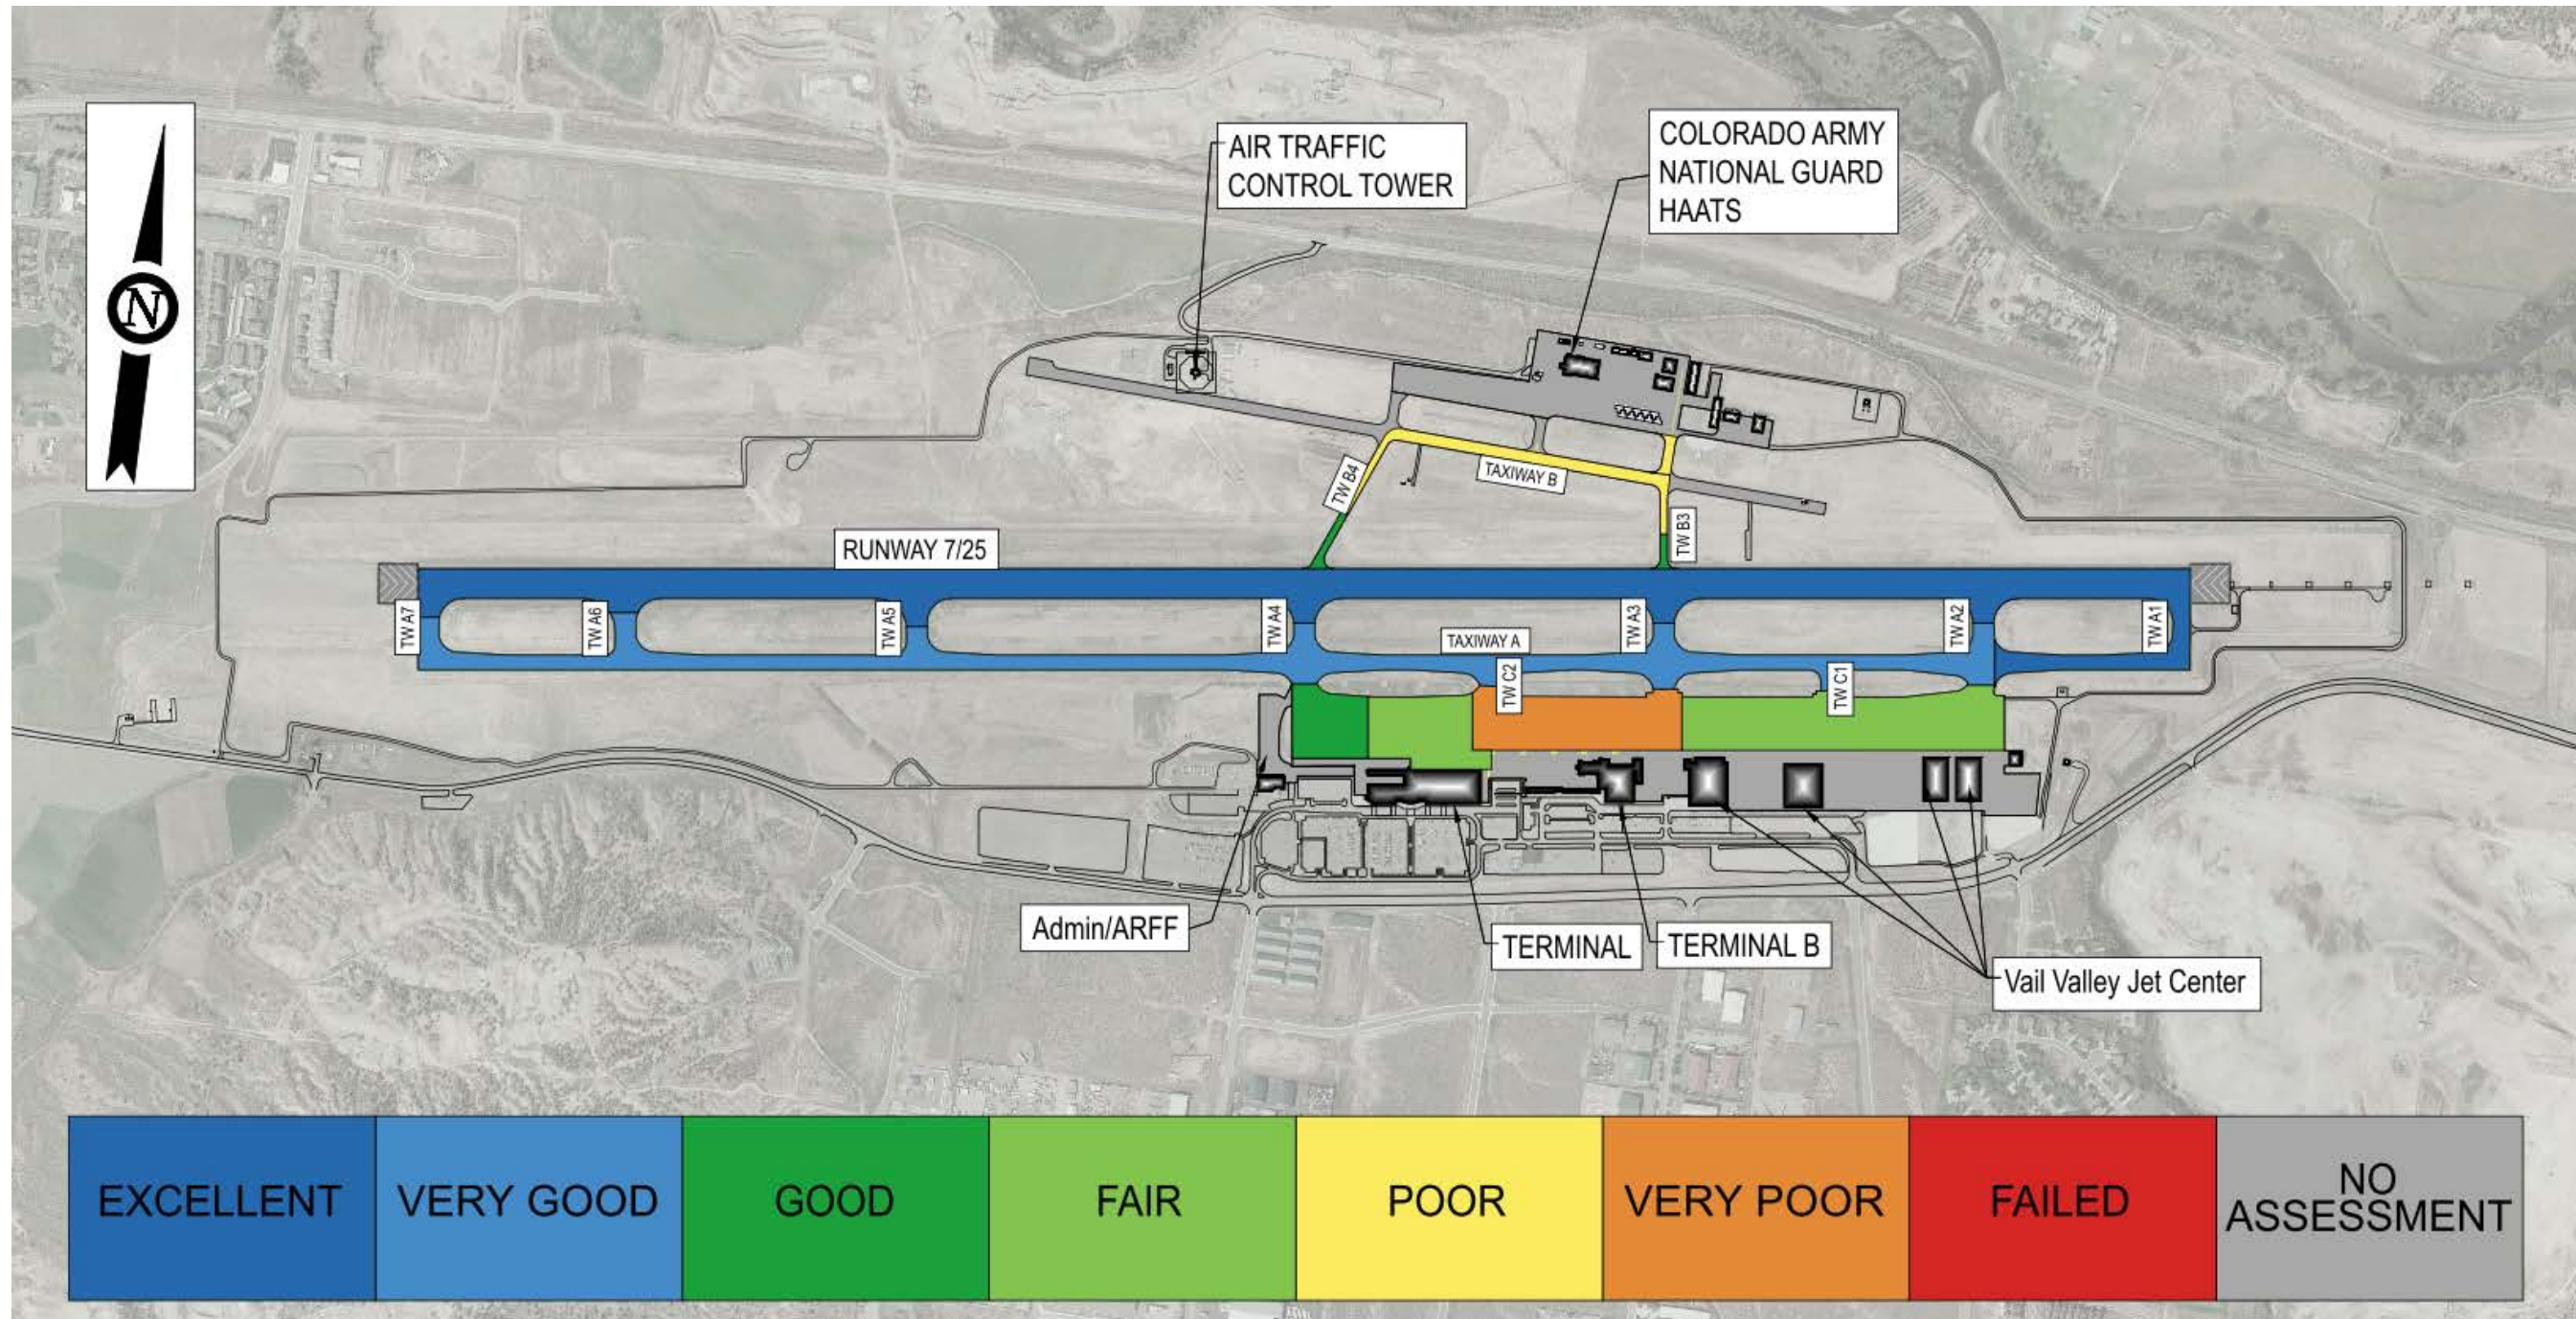 N
AIR TRAFFIC
CONTROL TOWER
COLORADO ARMY
NATIONAL GUARD
HAATS
TW B4
TAXIWAY B
TW B3
RUNWAY 7/25
TW A7
TW A6
TW A5
TW A4
TAXIWAY A
TW A3
TW A2
TW A1
TW C2
TW C1
Admin/ARFF
TERMINAL
TERMINAL B
Vail Valley Jet Center
EXCELLENT
VERY GOOD
GOOD
FAIR
POOR
VERY POOR
FAILED
NO
ASSESSMENT